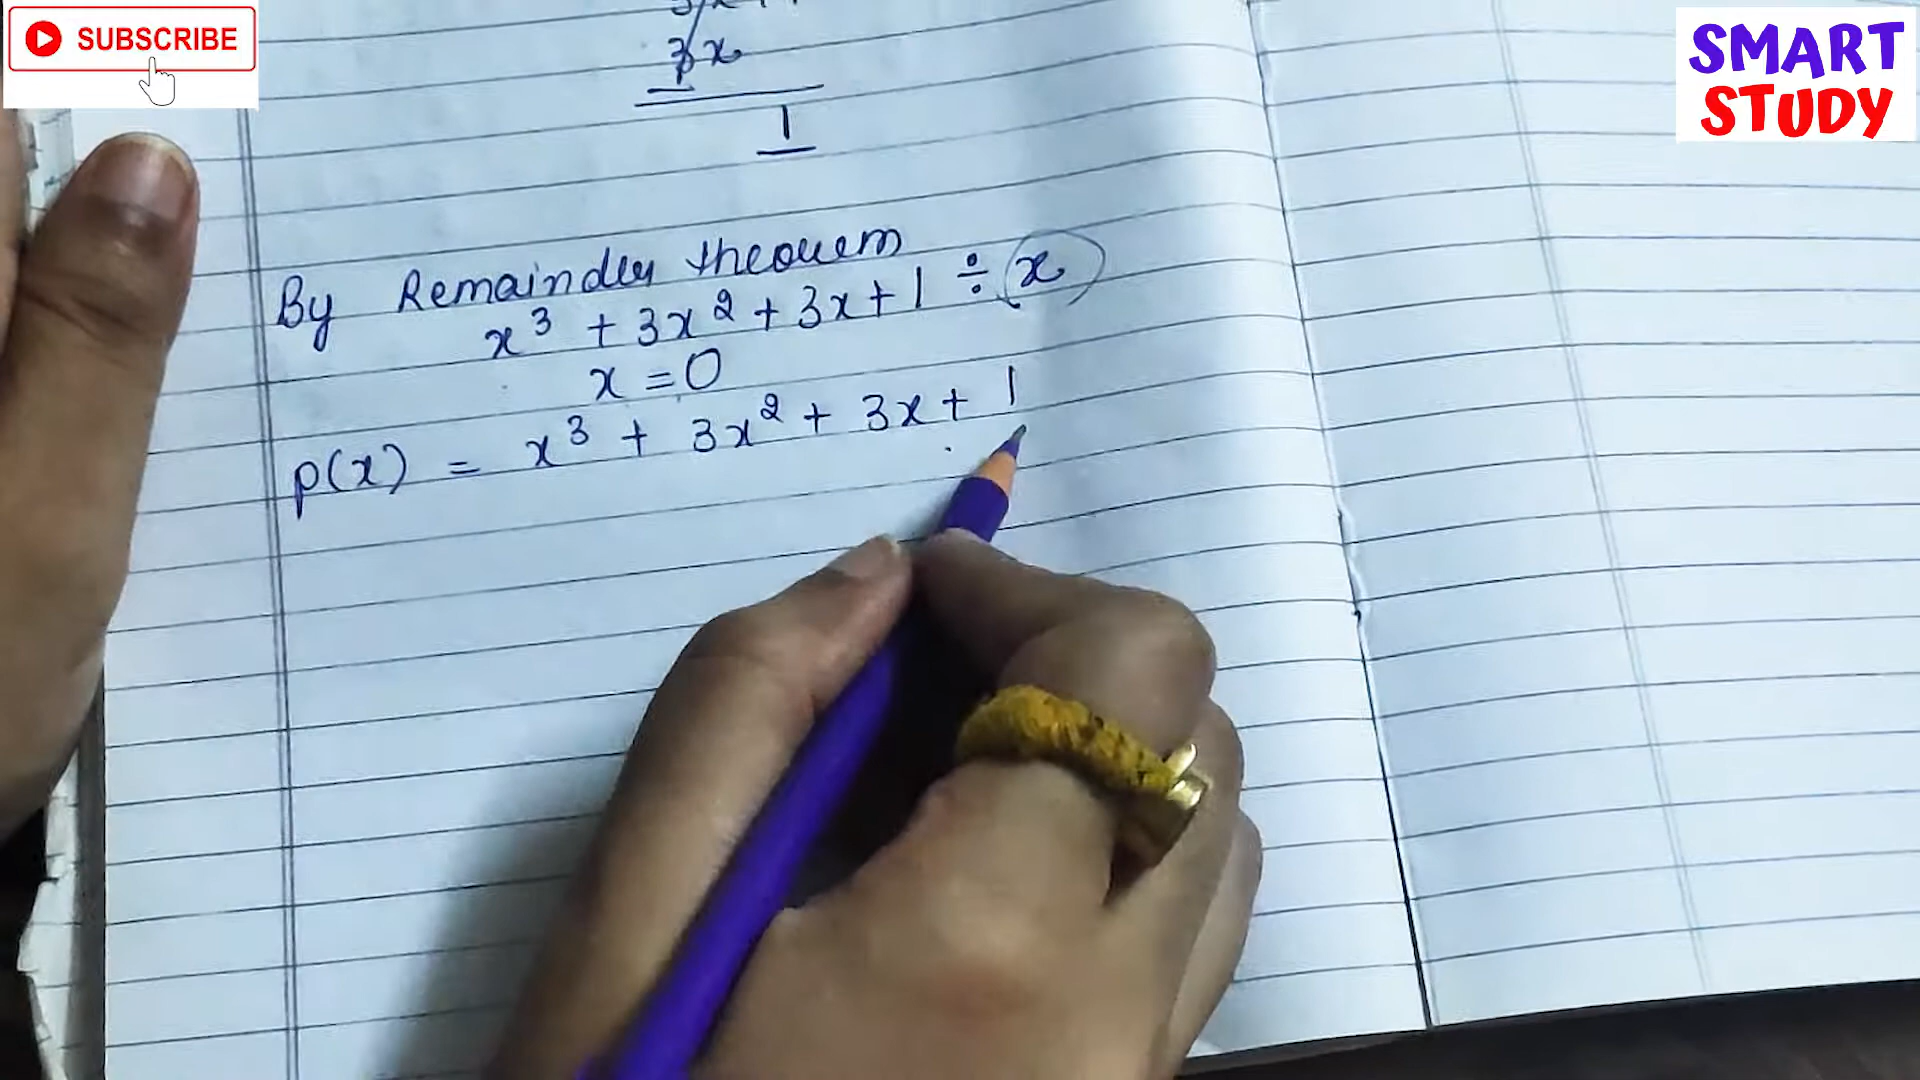 SUBSCRIBE
SMART
STUDY
3x
1
By Remainder theorem
x³ + 3x² + 3x + 1 ÷ x
x = 0
p(x) = x³ + 3x² + 3x + 1